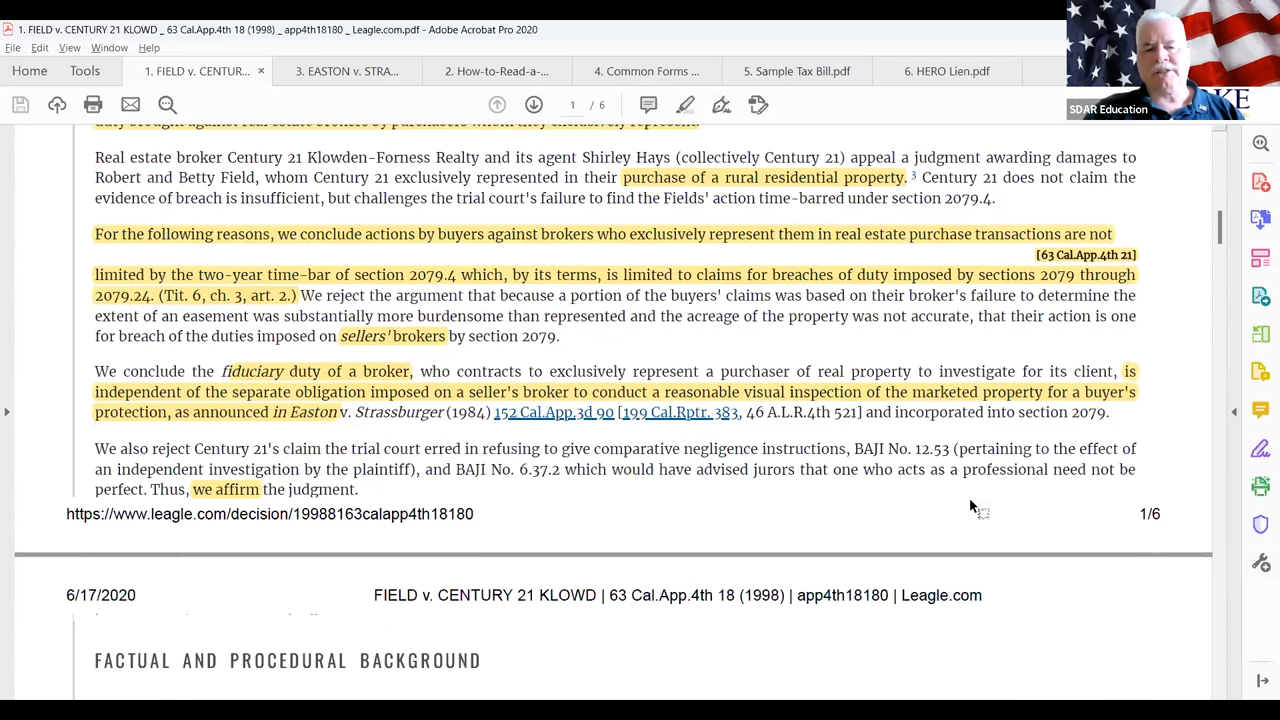 1. FIELD v. CENTURY 21 KLOWD _ 63 Cal.App.4th 18 (1998) _ app4th18180 _ Leagle.com.pdf - Adobe Acrobat Pro 2020
File Edit View Window Help
Home Tools 1. FIELD v. CENTUR... × 3. EASTON v. STRA... 2. How-to-Read-a-... 4. Common Forms ... 5. Sample Tax Bill.pdf 6. HERO Lien.pdf
1 / 6
SDAR Education
duty brought against real estate brokers by
Real estate broker Century 21 Klowden-Forness Realty and its agent Shirley Hays (collectively Century 21) appeal a judgment awarding damages to
Robert and Betty Field, whom Century 21 exclusively represented in their purchase of a rural residential property. 3 Century 21 does not claim the
evidence of breach is insufficient, but challenges the trial court's failure to find the Fields' action time-barred under section 2079.4.
For the following reasons, we conclude actions by buyers against brokers who exclusively represent them in real estate purchase transactions are not
[63 Cal.App.4th 21]
limited by the two-year time-bar of section 2079.4 which, by its terms, is limited to claims for breaches of duty imposed by sections 2079 through
2079.24. (Tit. 6, ch. 3, art. 2.) We reject the argument that because a portion of the buyers' claims was based on their broker's failure to determine the
extent of an easement was substantially more burdensome than represented and the acreage of the property was not accurate, that their action is one
for breach of the duties imposed on sellers' brokers by section 2079.
We conclude the fiduciary duty of a broker, who contracts to exclusively represent a purchaser of real property to investigate for its client, is
independent of the separate obligation imposed on a seller's broker to conduct a reasonable visual inspection of the marketed property for a buyer's
protection, as announced in Easton v. Strassburger (1984) 152 Cal.App.3d 90 [199 Cal.Rptr. 383, 46 A.L.R.4th 521] and incorporated into section 2079.
We also reject Century 21's claim the trial court erred in refusing to give comparative negligence instructions, BAJI No. 12.53 (pertaining to the effect of
an independent investigation by the plaintiff), and BAJI No. 6.37.2 which would have advised jurors that one who acts as a professional need not be
perfect. Thus, we affirm the judgment.
https://www.leagle.com/decision/19988163calapp4th18180 1/6
6/17/2020 FIELD v. CENTURY 21 KLOWD | 63 Cal.App.4th 18 (1998) | app4th18180 | Leagle.com
FACTUAL AND PROCEDURAL BACKGROUND